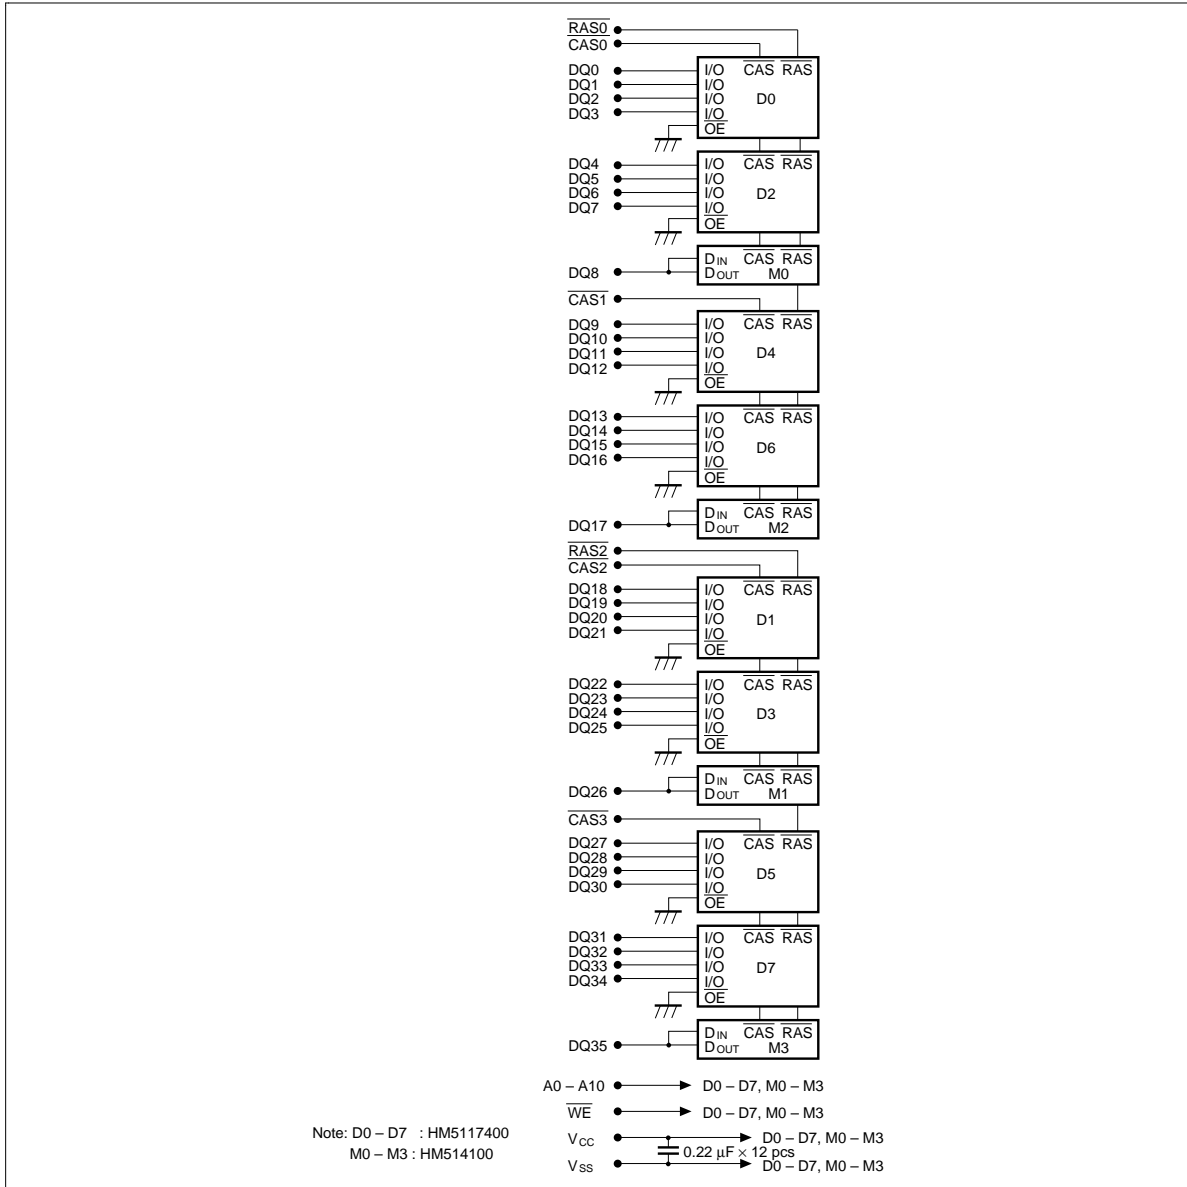 RAS0
CAS0
DQ0 I/O CAS RAS
DQ1 I/O
DQ2 I/O D0
DQ3 I/O
OE
DQ4 I/O CAS RAS
DQ5 I/O
DQ6 I/O D2
DQ7 I/O
OE
DIN CAS RAS
DQ8 DOUT M0
CAS1
DQ9 I/O CAS RAS
DQ10 I/O
DQ11 I/O D4
DQ12 I/O
OE
DQ13 I/O CAS RAS
DQ14 I/O
DQ15 I/O D6
DQ16 I/O
OE
DIN CAS RAS
DQ17 DOUT M2
RAS2
CAS2
DQ18 I/O CAS RAS
DQ19 I/O
DQ20 I/O D1
DQ21 I/O
OE
DQ22 I/O CAS RAS
DQ23 I/O
DQ24 I/O D3
DQ25 I/O
OE
DIN CAS RAS
DQ26 DOUT M1
CAS3
DQ27 I/O CAS RAS
DQ28 I/O
DQ29 I/O D5
DQ30 I/O
OE
DQ31 I/O CAS RAS
DQ32 I/O
DQ33 I/O D7
DQ34 I/O
OE
DIN CAS RAS
DQ35 DOUT M3
A0 – A10 D0 – D7, M0 – M3
WE D0 – D7, M0 – M3
VCC D0 – D7, M0 – M3
0.22 µF × 12 pcs
VSS D0 – D7, M0 – M3
Note: D0 – D7 : HM5117400
M0 – M3 : HM514100